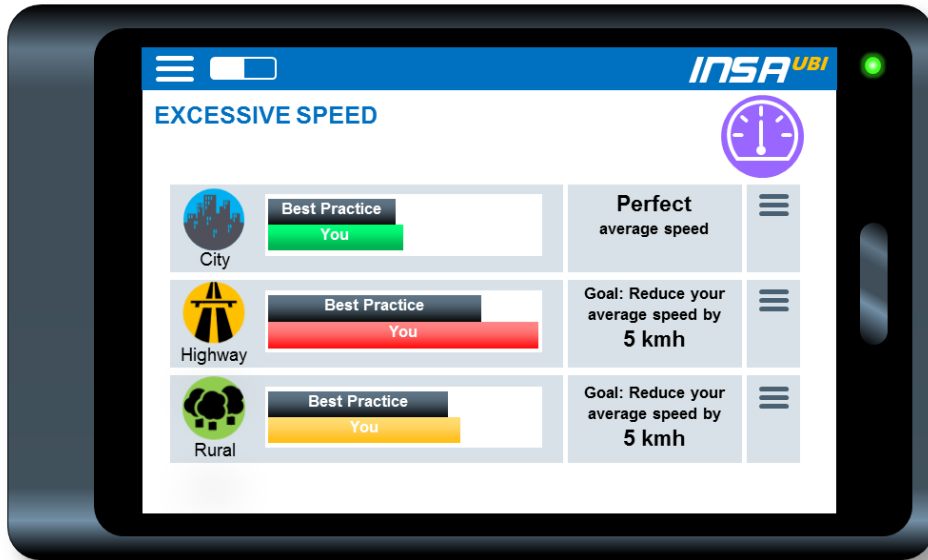 INSA UBI
EXCESSIVE SPEED
Best Practice
You
City
Perfect
average speed
Best Practice
You
Highway
Goal: Reduce your
average speed by
5 kmh
Best Practice
You
Rural
Goal: Reduce your
average speed by
5 kmh